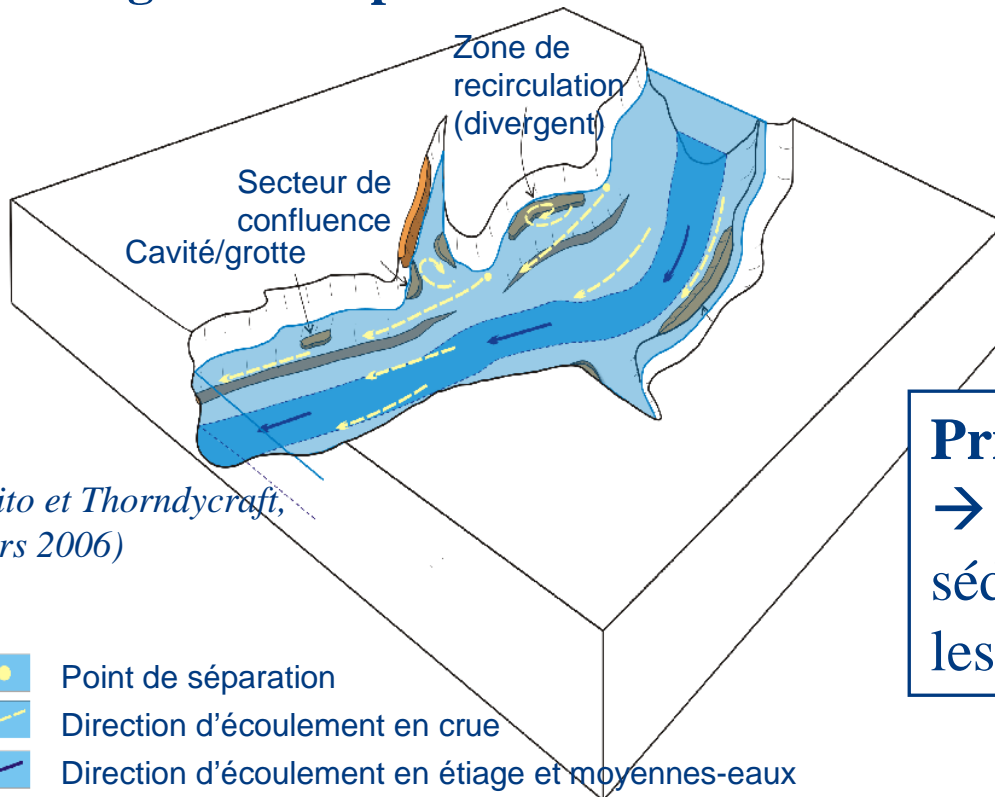 Zone de
recirculation
(divergent)
Secteur de
confluence
Cavité/grotte
ito et Thorndycraft,
rs 2006)
Pri
→
séd
les
Point de séparation
Direction d'écoulement en crue
Direction d'écoulement en étiage et moyennes-eaux